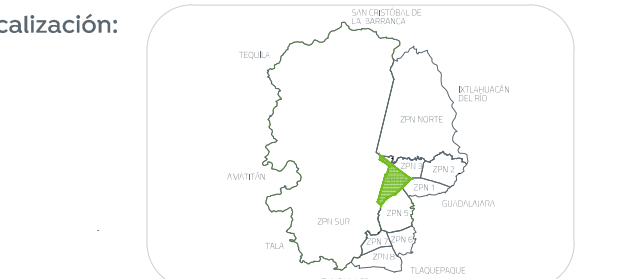 calización:
SAN CRISTÓBAL DE
LA BARRANCA
TEQUILA
IXTLAHUACÁN
DEL RÍO
ZPN NORTE
ZPN 3
ZPN 2
AMATITÁN
ZPN 1
GUADALAJARA
ZPN 5
ZPN SUR
ZPN 7
ZPN 6
TALA
ZPN 8
TLAQUEPAQUE